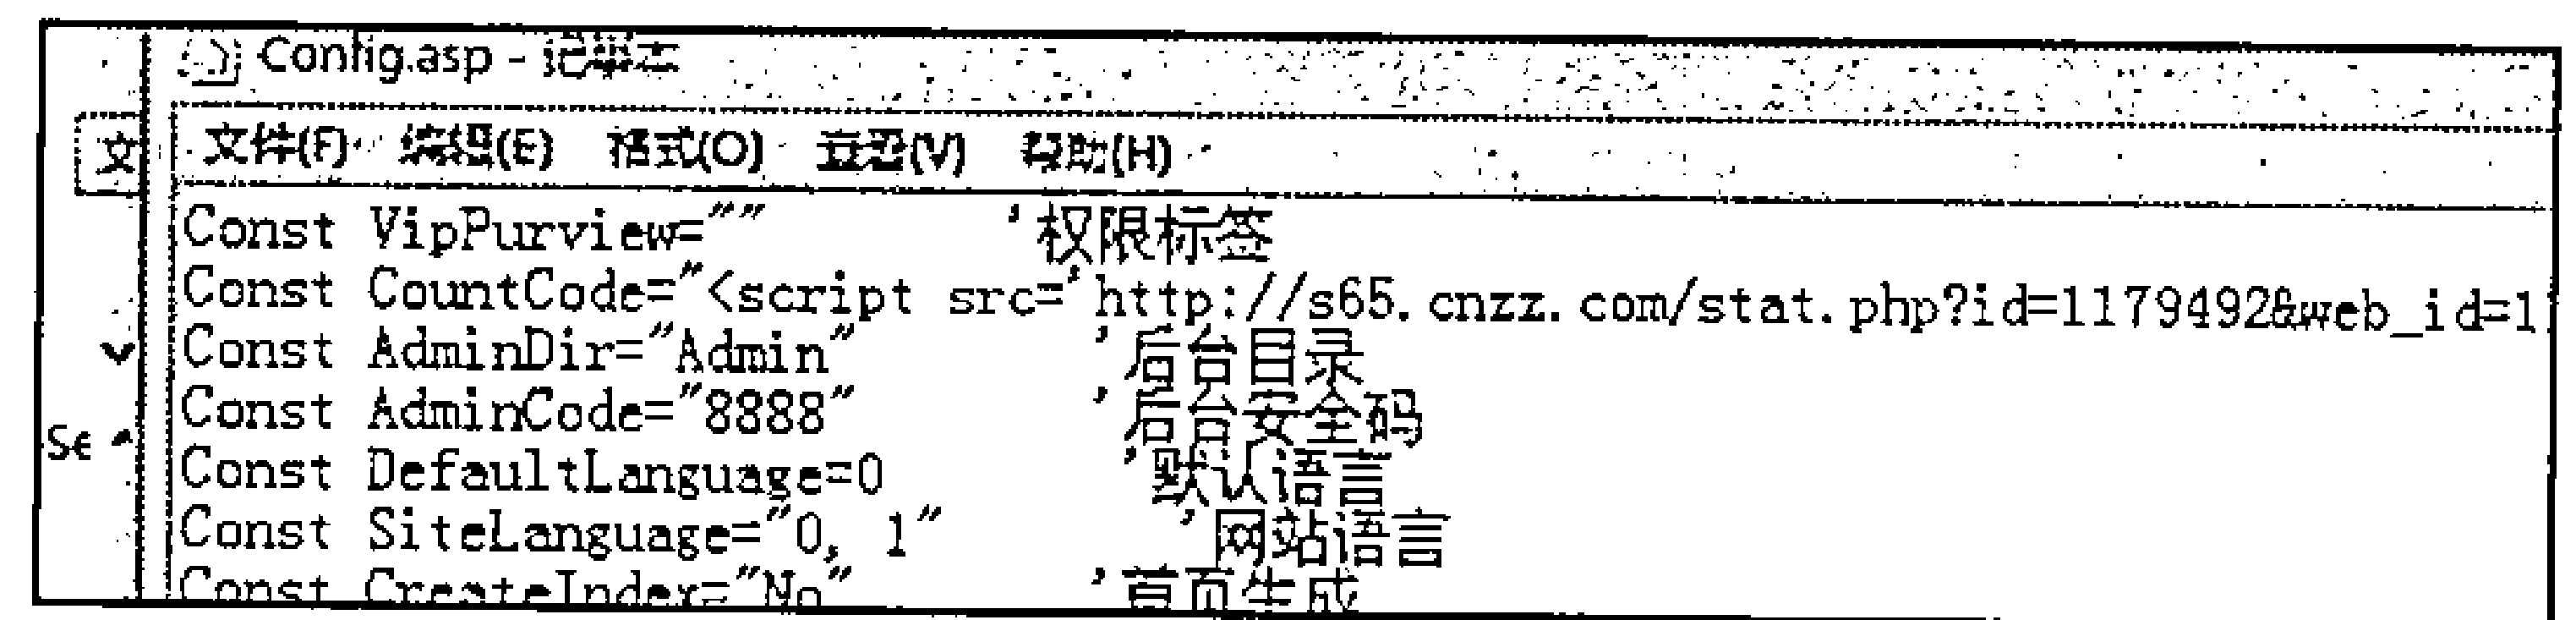 Config.asp - 记事本
文件(F) 编辑(E) 格式(O) 查看(V) 帮助(H)
文
Const VipPurview="" '权限标签
Const CountCode="<script src='http://s65.cnzz.com/stat.php?id=1179492&web_id=1
Const AdminDir="Admin" '后台目录
Const AdminCode="8888" '后台安全码
Se
Const DefaultLanguage=0 '默认语言
Const SiteLanguage="0, 1" '网站语言
Const CreateIndex="No" '首页生成